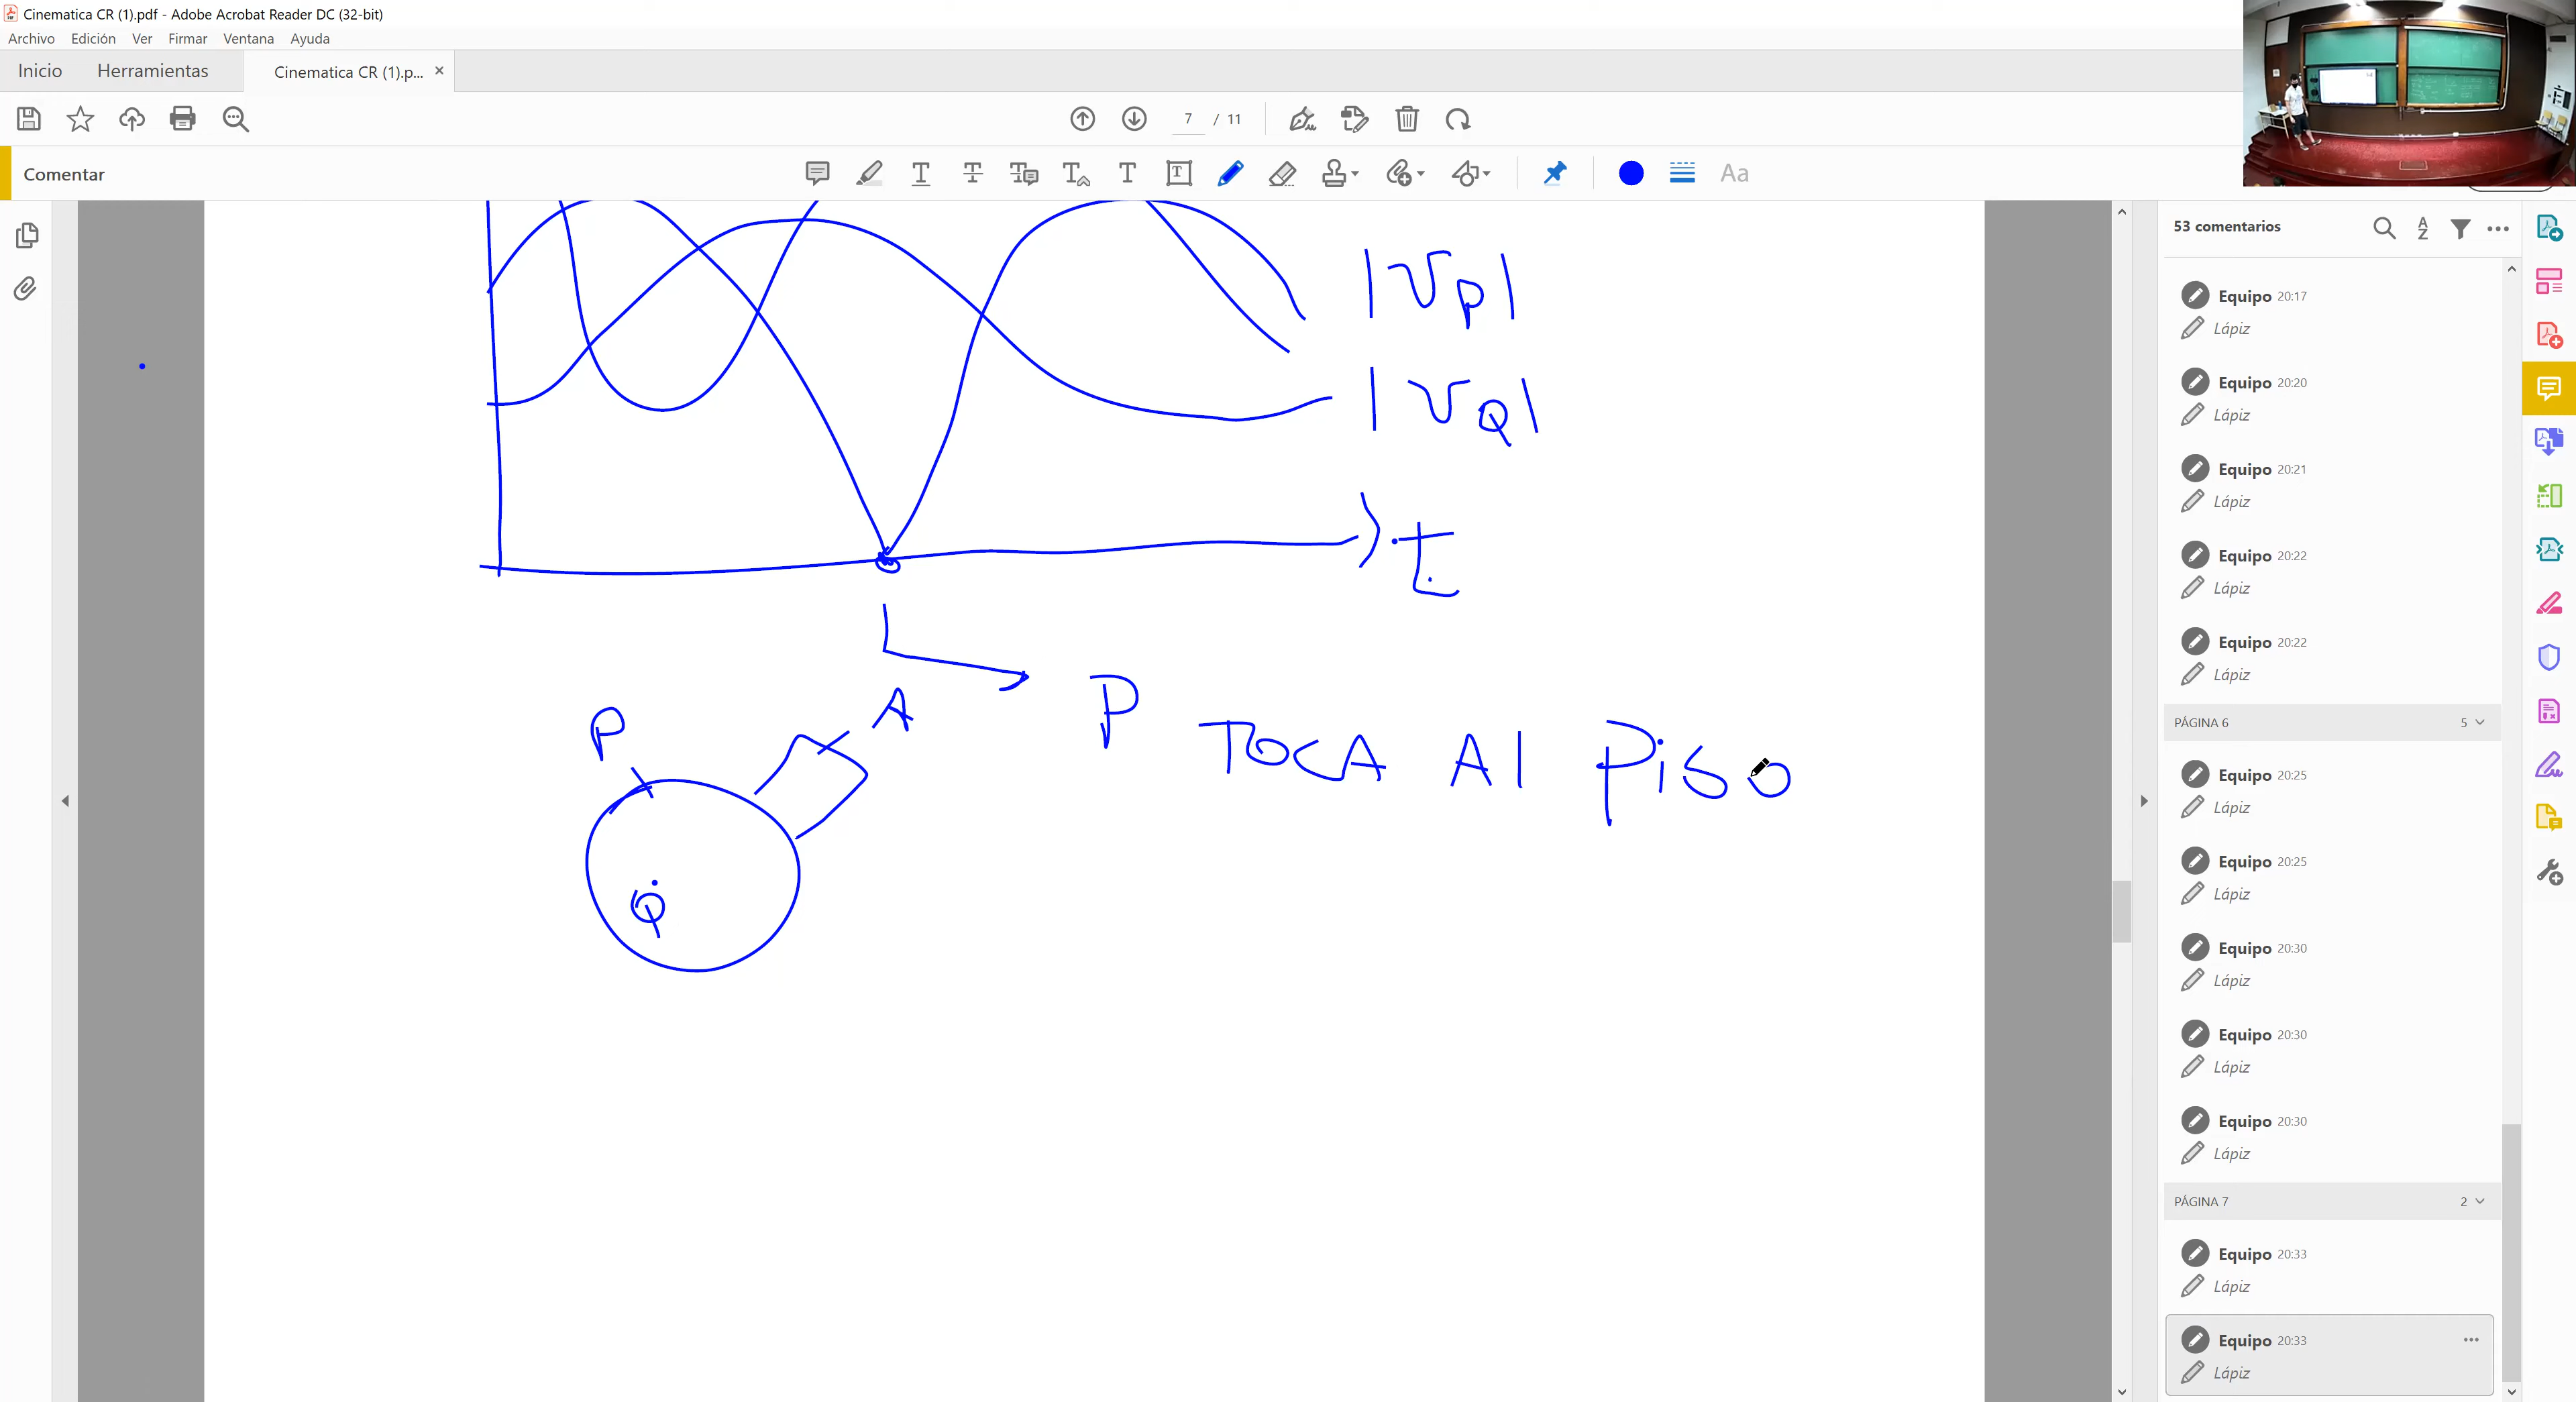 Cinematica CR (1).pdf - Adobe Acrobat Reader DC (32-bit)
Archivo Edición Ver Firmar Ventana Ayuda
Inicio Herramientas Cinematica CR (1).p... ×
7 / 11
Comentar
Aa
53 comentarios
|v_P|
|v_Q|
t
P TOCA Al PiSo
P
A
Q
Equipo 20:17
Lápiz
Equipo 20:20
Lápiz
Equipo 20:21
Lápiz
Equipo 20:22
Lápiz
Equipo 20:22
Lápiz
PÁGINA 6 5
Equipo 20:25
Lápiz
Equipo 20:25
Lápiz
Equipo 20:30
Lápiz
Equipo 20:30
Lápiz
Equipo 20:30
Lápiz
PÁGINA 7 2
Equipo 20:33
Lápiz
Equipo 20:33
Lápiz